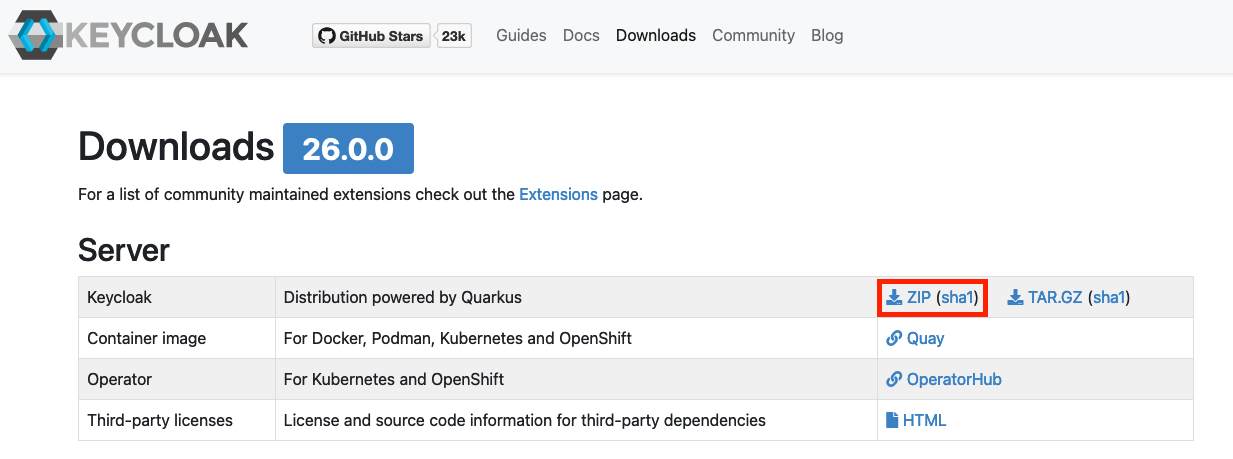 KEYCLOAK GitHub Stars 23k Guides Docs Downloads Community Blog
Downloads 26.0.0
For a list of community maintained extensions check out the Extensions page.
Server
Keycloak Distribution powered by Quarkus ZIP (sha1) TAR.GZ (sha1)
Container image For Docker, Podman, Kubernetes and OpenShift Quay
Operator For Kubernetes and OpenShift OperatorHub
Third-party licenses License and source code information for third-party dependencies HTML